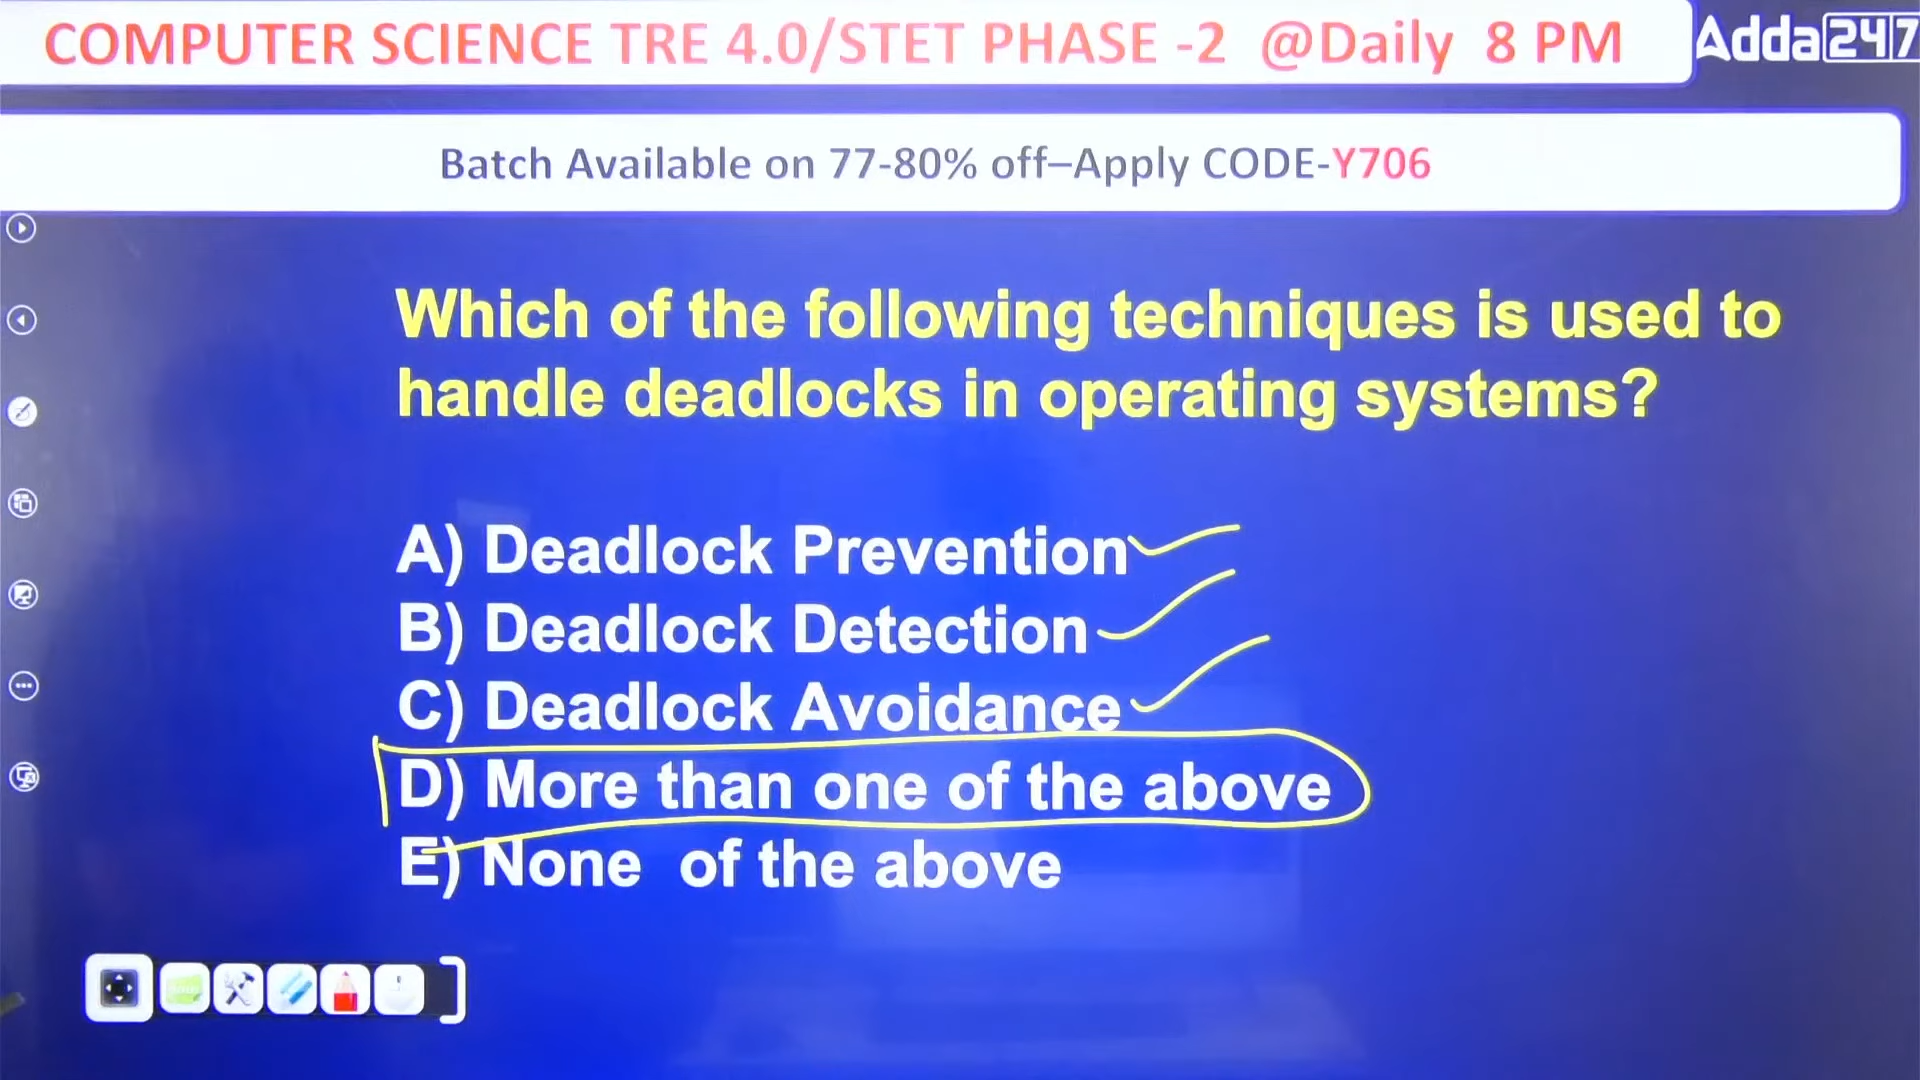 COMPUTER SCIENCE TRE 4.0/STET PHASE -2 @Daily 8 PM
Adda247
Batch Available on 77-80% off–Apply CODE-Y706
Which of the following techniques is used to
handle deadlocks in operating systems?
A) Deadlock Prevention
B) Deadlock Detection
C) Deadlock Avoidance
D) More than one of the above
E) None of the above